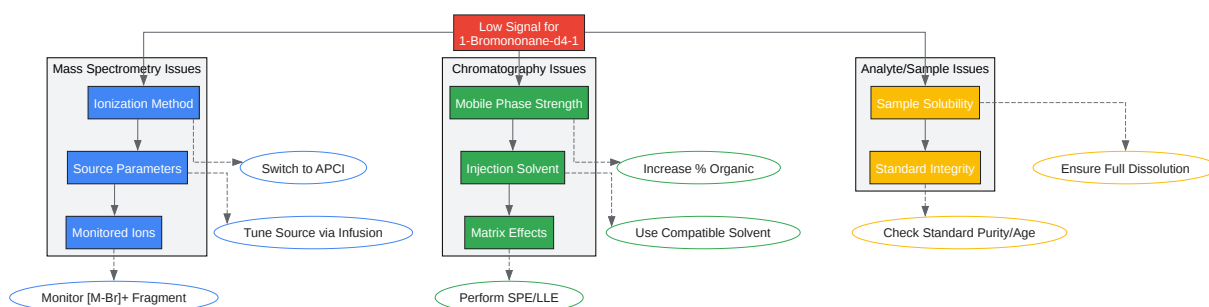 Low Signal for
1-Bromononane-d4-1
Mass Spectrometry Issues
Chromatography Issues
Analyte/Sample Issues
Ionization Method
Mobile Phase Strength
Sample Solubility
Source Parameters
Switch to APCI
Injection Solvent
Increase % Organic
Standard Integrity
Ensure Full Dissolution
Monitored Ions
Tune Source via Infusion
Matrix Effects
Use Compatible Solvent
Check Standard Purity/Age
Monitor [M-Br]+ Fragment
Perform SPE/LLE